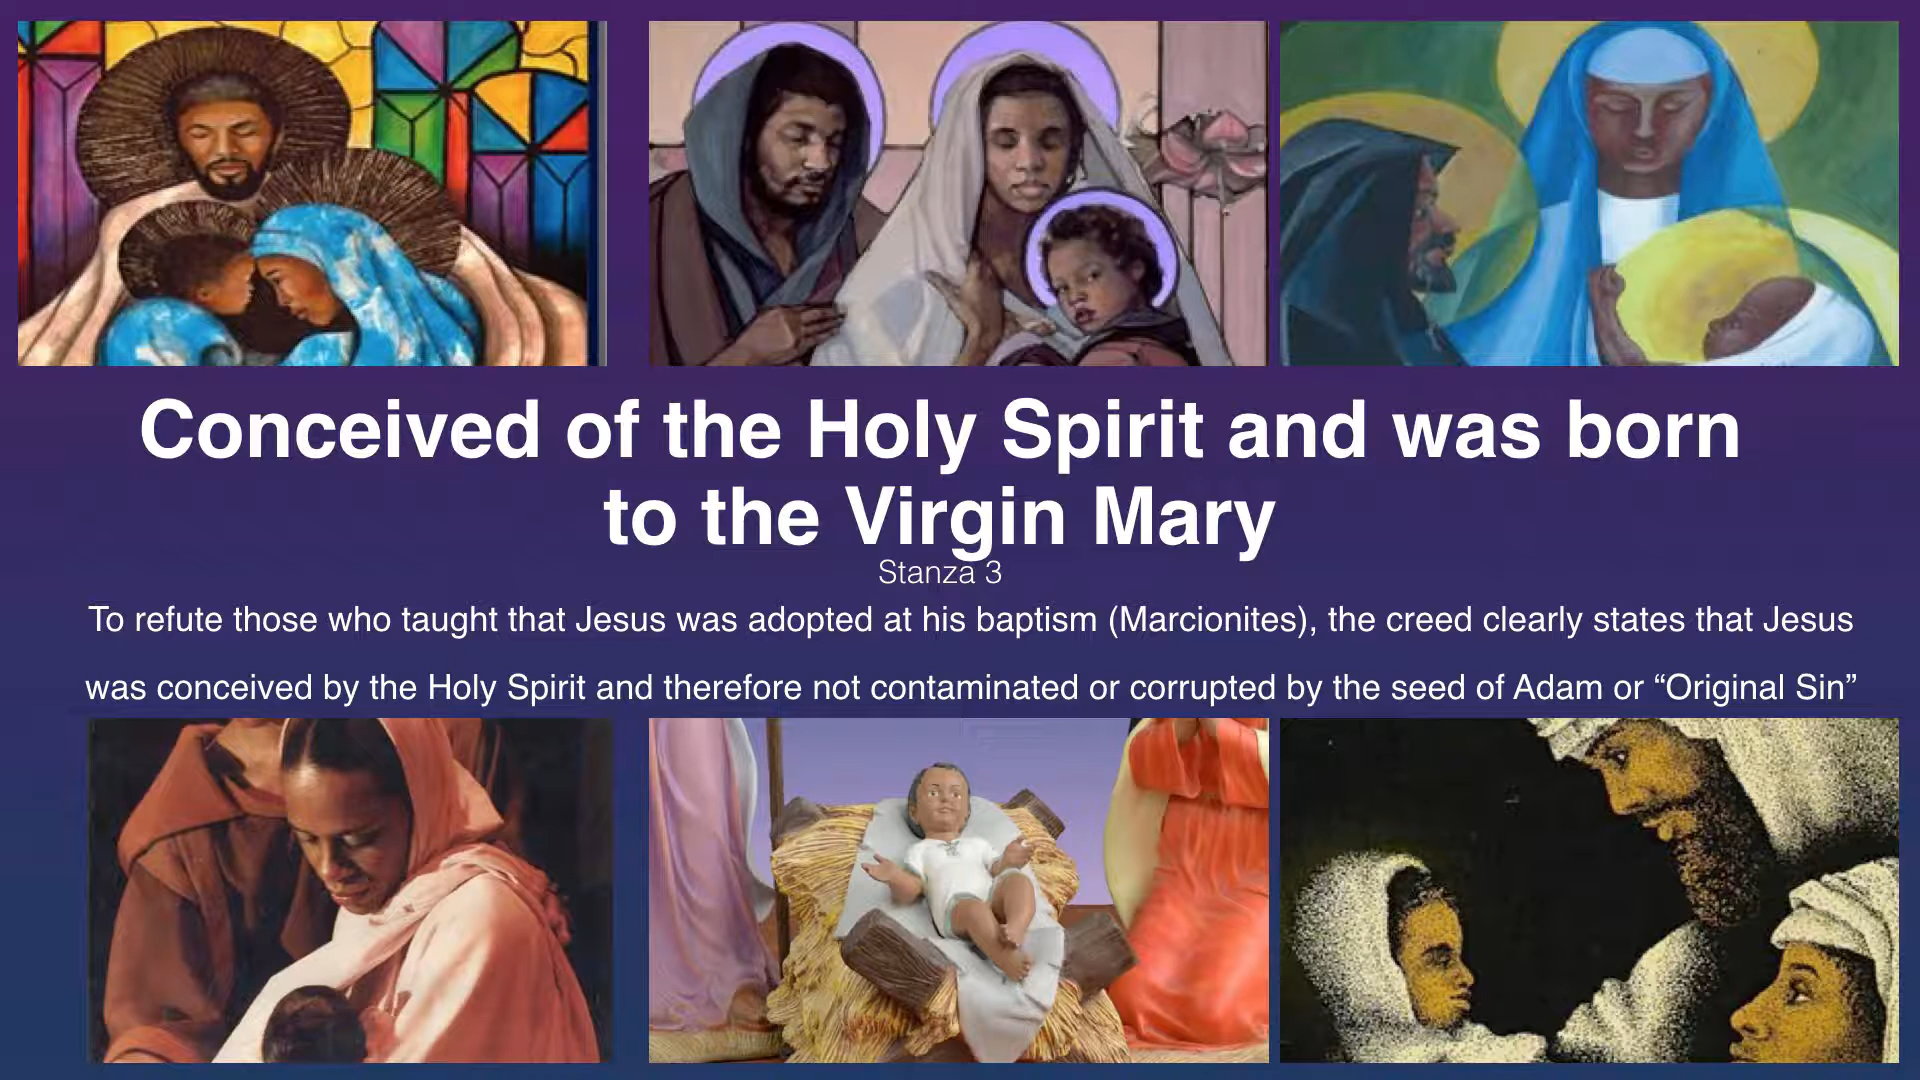 Conceived of the Holy Spirit and was born
to the Virgin Mary
Stanza 3
To refute those who taught that Jesus was adopted at his baptism (Marcionites), the creed clearly states that Jesus
was conceived by the Holy Spirit and therefore not contaminated or corrupted by the seed of Adam or “Original Sin”